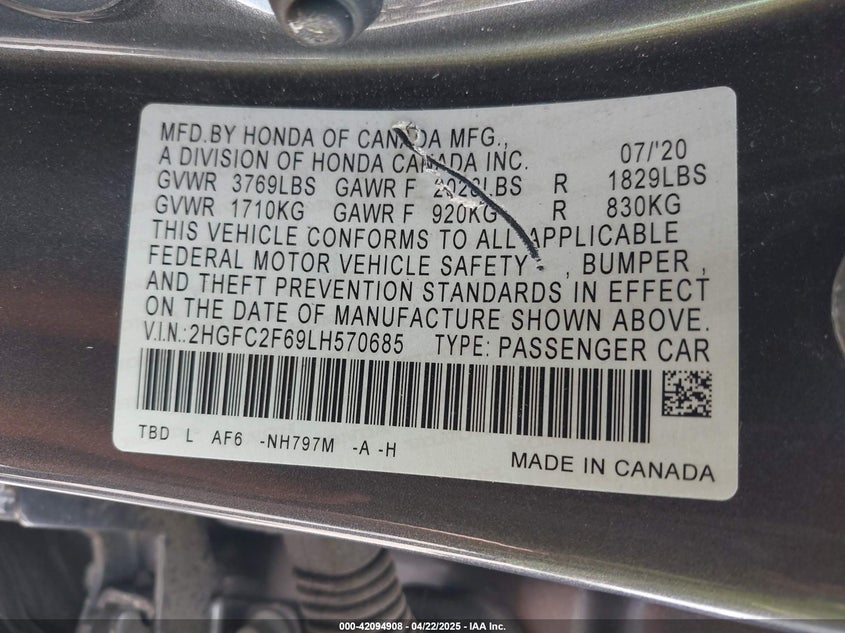 MFD.BY HONDA OF CANADA MFG., 07/'20
A DIVISION OF HONDA CANADA INC.
GVWR 3769LBS GAWR F 2028LBS R 1829LBS
GVWR 1710KG GAWR F 920KG R 830KG
THIS VEHICLE CONFORMS TO ALL APPLICABLE
FEDERAL MOTOR VEHICLE SAFETY , BUMPER ,
AND THEFT PREVENTION STANDARDS IN EFFECT
ON THE DATE OF MANUFACTURE SHOWN ABOVE.
V.I.N.:2HGFC2F69LH570685 TYPE: PASSENGER CAR
TBD L AF6 -NH797M -A -H
MADE IN CANADA
000-42094908 - 04/22/2025 - IAA Inc.